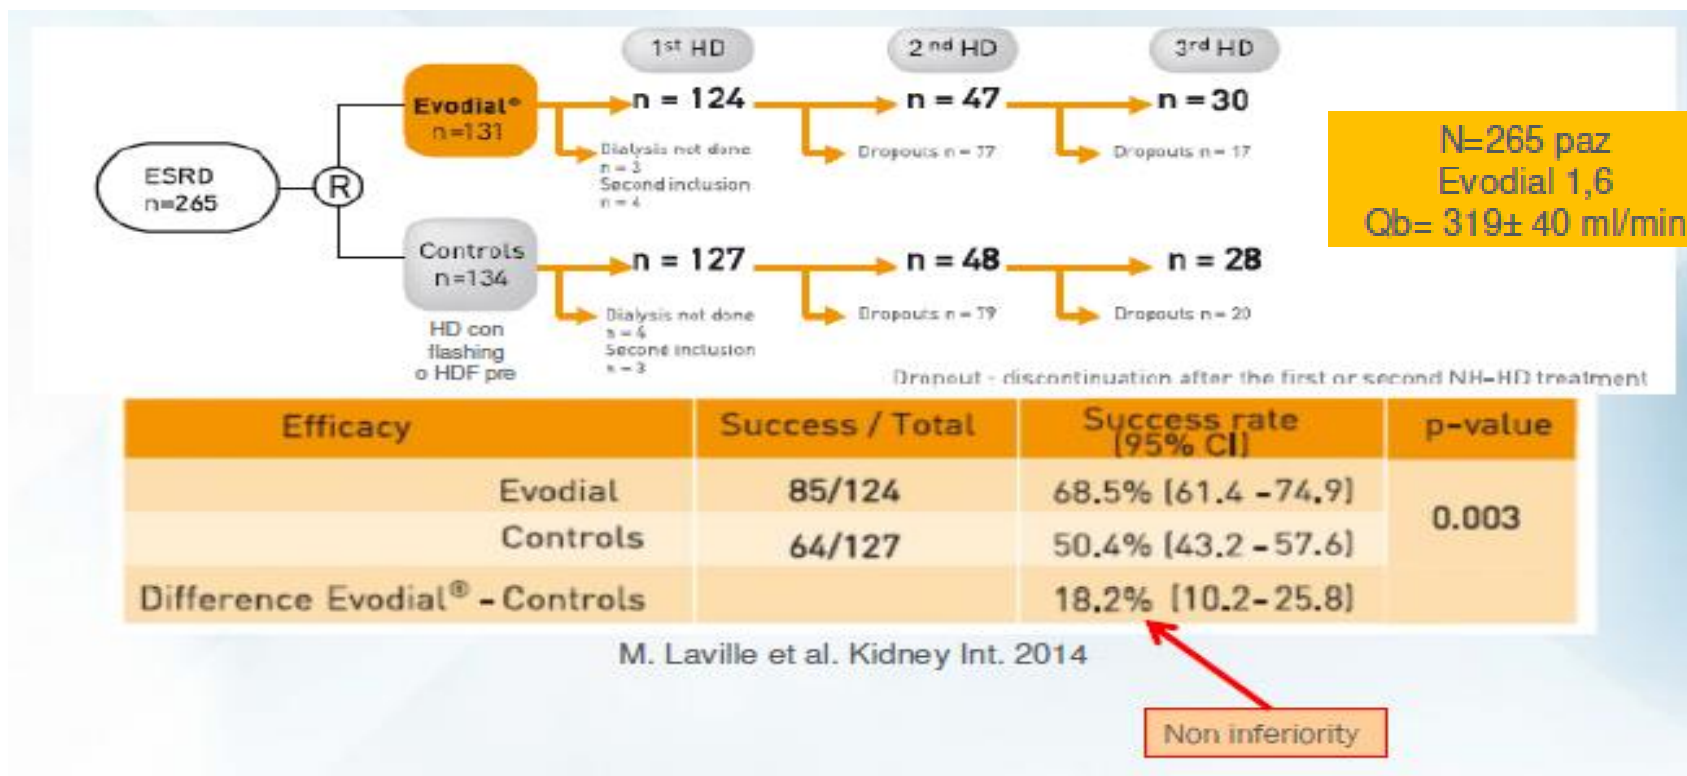 1st HD
2nd HD
3rd HD
Evodial®
n=131
n = 124
n = 47
n = 30
Dialysis not done
n = 3
Second inclusion
n = 4
Dropouts n = 77
Dropouts n = 17
ESRD
n=265
R
N=265 paz
Evodial 1,6
Qb= 319± 40 ml/min
Controls
n=134
n = 127
n = 48
n = 28
HD con
flashing
o HDF pre
Dialysis not done
n = 4
Second inclusion
n = 3
Dropouts n = 79
Dropouts n = 20
Dropout - discontinuation after the first or second NH-HD treatment
Efficacy
Success / Total
Success rate
(95% CI)
p-value
Evodial
85/124
68.5% (61.4 - 74.9)
0.003
Controls
64/127
50.4% (43.2 - 57.6)
Difference Evodial® - Controls
18.2% (10.2-25.8)
M. Laville et al. Kidney Int. 2014
Non inferiority